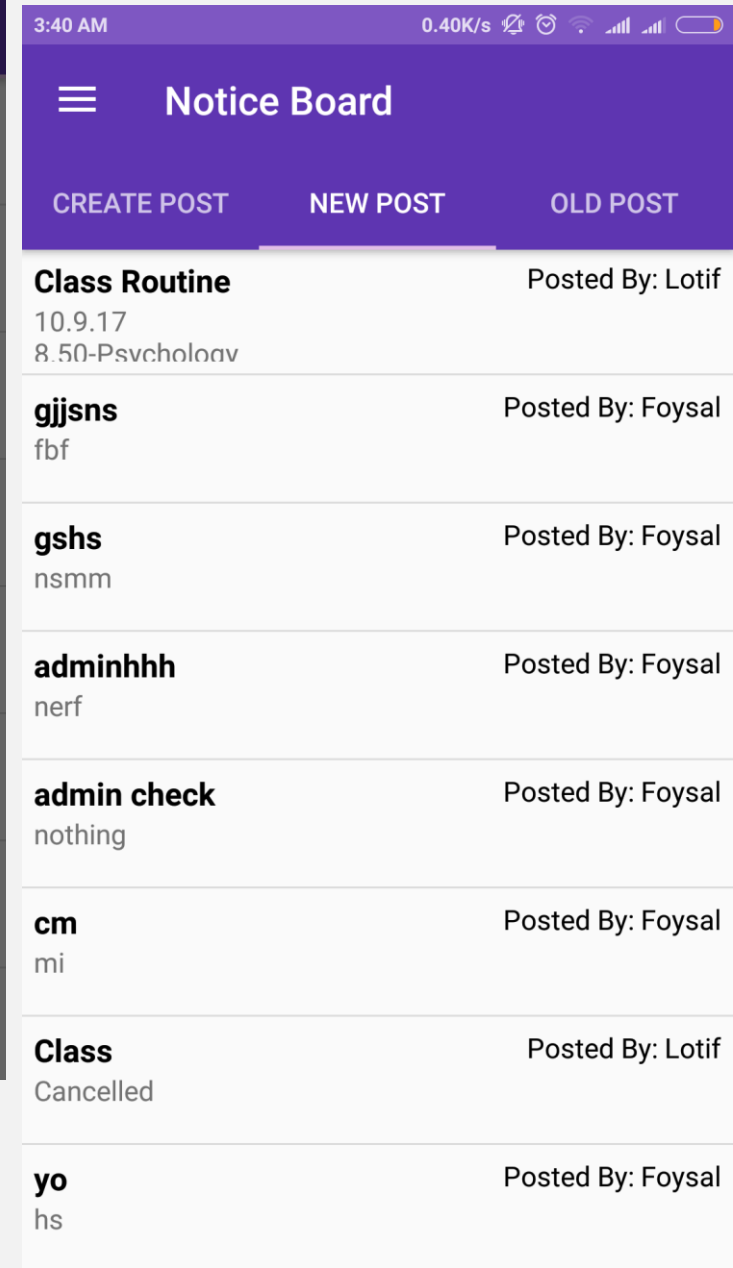 3:40 AM 0.40K/s
Notice Board
CREATE POST NEW POST OLD POST
Class Routine Posted By: Lotif
10.9.17
8.50-Psychology
gjjsns Posted By: Foysal
fbf
gshs Posted By: Foysal
nsmm
adminhhh Posted By: Foysal
nerf
admin check Posted By: Foysal
nothing
cm Posted By: Foysal
mi
Class Posted By: Lotif
Cancelled
yo Posted By: Foysal
hs